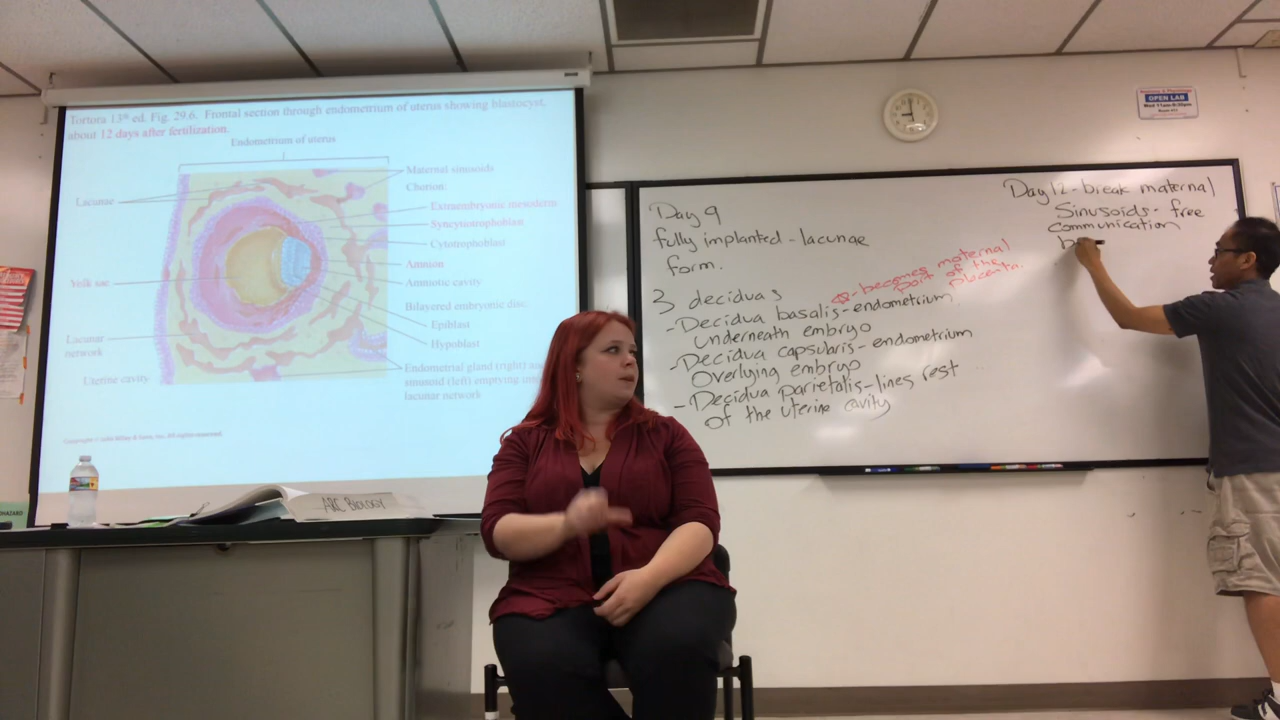 Tortora 13th ed. Fig. 29.6. Frontal section through endometrium of uterus showing blastocyst,
about 12 days after fertilization.
Endometrium of uterus
Lacunae
Yolk sac
Lacunar
network
Uterine cavity
Maternal sinusoids
Chorion:
Extraembryonic mesoderm
Syncytiotrophoblast
Cytotrophoblast
Amnion
Amniotic cavity
Bilayered embryonic disc:
Epiblast
Hypoblast
Endometrial gland (right) and
sinusoid (left) emptying into
lacunar network
ARC BIOLOGY
OPEN LAB
Day 9
fully implanted - lacunae
form.
3 deciduas
- Decidua basalis - endometrium
underneath embryo
- becomes maternal
part of the
placenta.
- Decidua capsularis - endometrium
Overlying embryo
- Decidua parietalis - lines rest
of the uterine cavity
Day 12 - break maternal
Sinusoids - free
communication